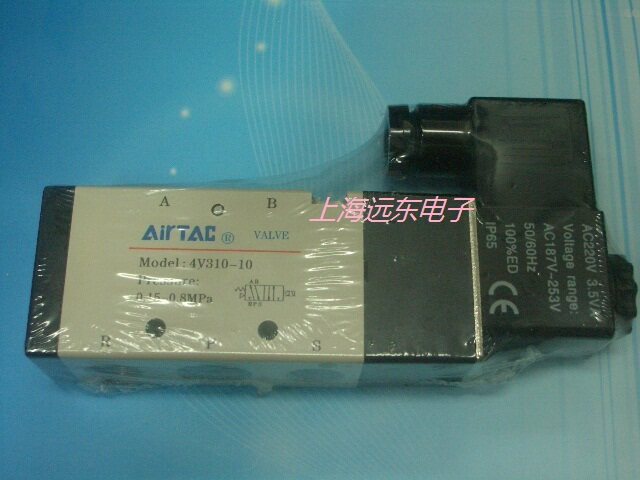 A B
AirTAC ® VALVE
上海远东电子
Model: 4V310-10
Pressure:
0.15-0.8MPa
R P S
AC220V 3.5V
Voltage range:
AC187V-253V
50/60Hz
100%ED
IP65
CE